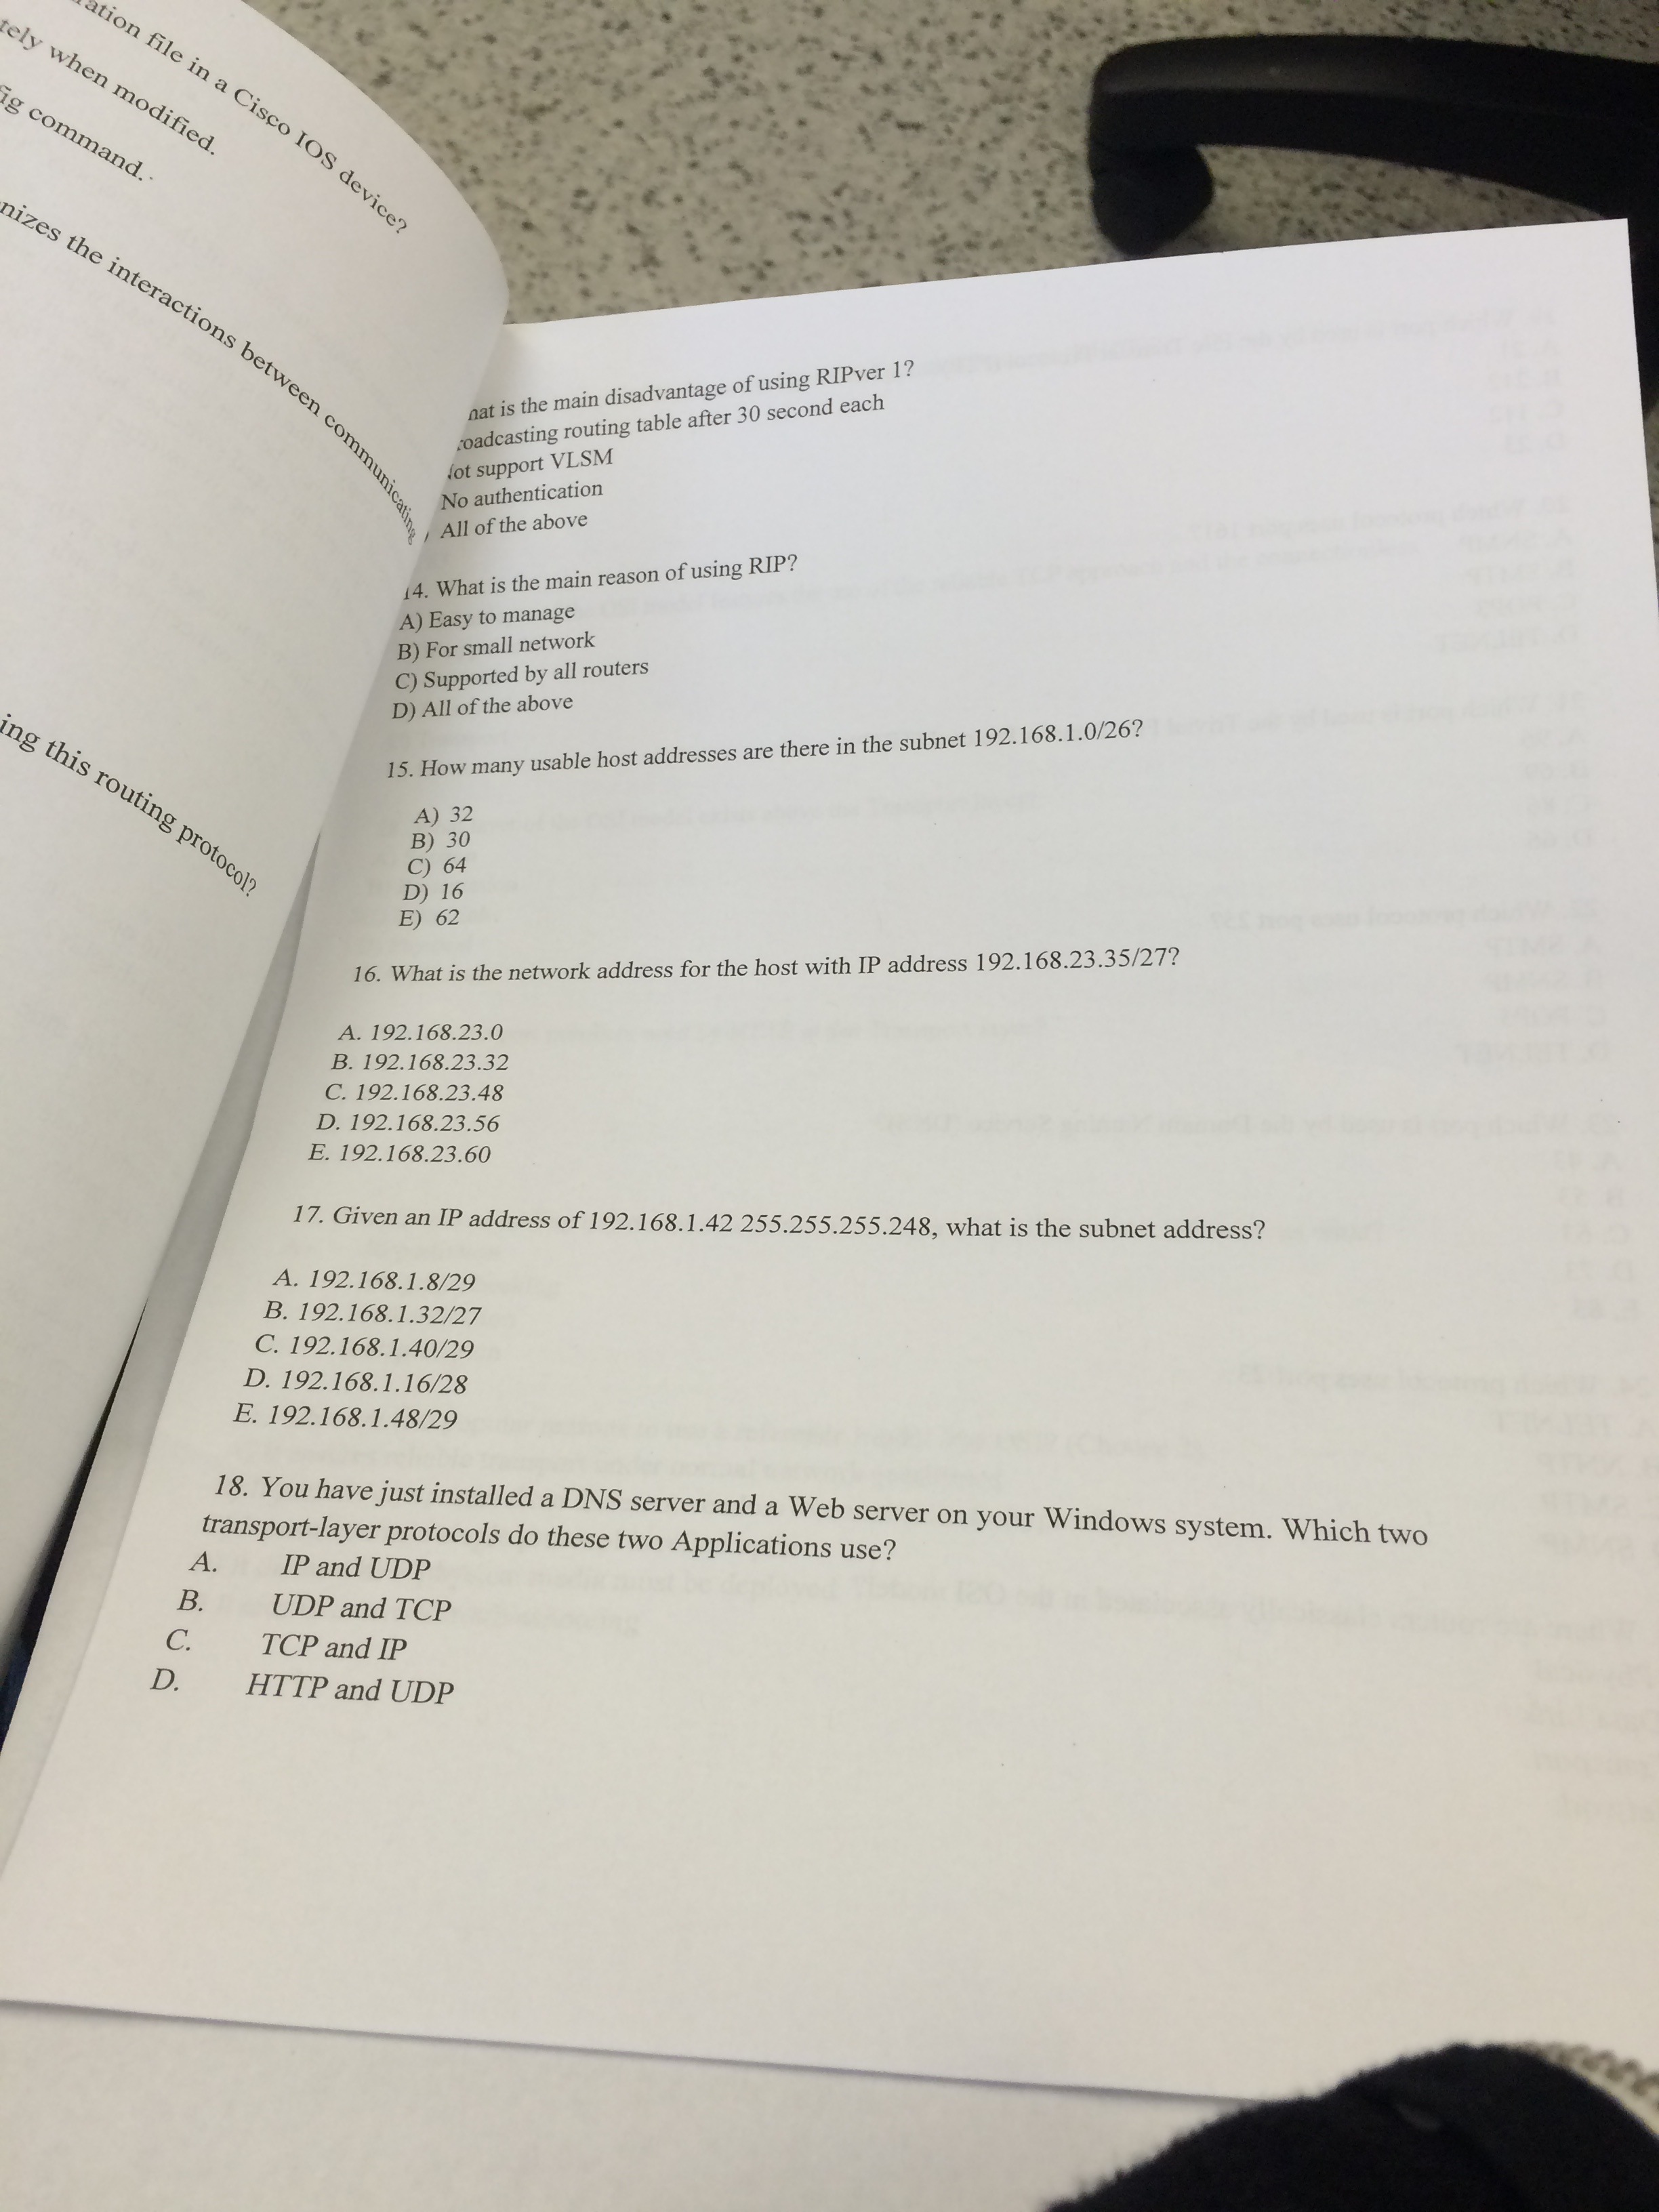 ation file in a Cisco IOS device?
tely when modified.
fig command.
nizes the interactions between communicating
ing this routing protocol?
hat is the main disadvantage of using RIPver 1?
roadcasting routing table after 30 second each
Not support VLSM
No authentication
All of the above
14. What is the main reason of using RIP?
A) Easy to manage
B) For small network
C) Supported by all routers
D) All of the above
15. How many usable host addresses are there in the subnet 192.168.1.0/26?
A) 32
B) 30
C) 64
D) 16
E) 62
16. What is the network address for the host with IP address 192.168.23.35/27?
A. 192.168.23.0
B. 192.168.23.32
C. 192.168.23.48
D. 192.168.23.56
E. 192.168.23.60
17. Given an IP address of 192.168.1.42 255.255.255.248, what is the subnet address?
A. 192.168.1.8/29
B. 192.168.1.32/27
C. 192.168.1.40/29
D. 192.168.1.16/28
E. 192.168.1.48/29
18. You have just installed a DNS server and a Web server on your Windows system. Which two
transport-layer protocols do these two Applications use?
A. IP and UDP
B. UDP and TCP
C. TCP and IP
D. HTTP and UDP